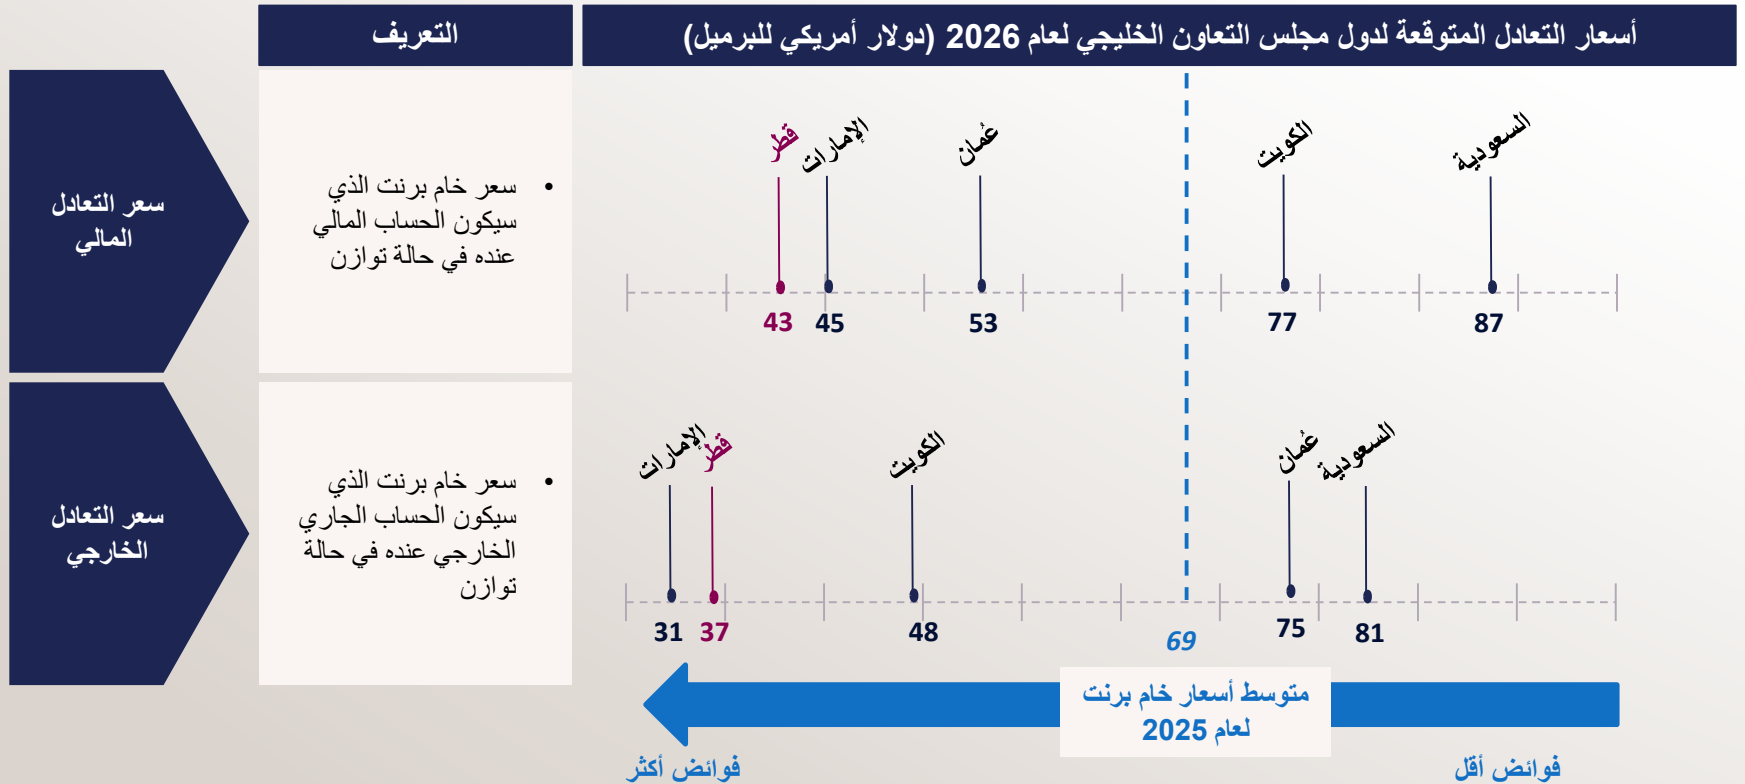 أسعار التعادل المتوقعة لدول مجلس التعاون الخليجي لعام 2026 (دولار أمريكي للبرميل)
التعريف
سعر التعادل
المالي
• سعر خام برنت الذي
سيكون الحساب المالي
عنده في حالة توازن
السعودية
الكويت
عُمان
الإمارات
قطر
87
77
53
45
43
سعر التعادل
الخارجي
• سعر خام برنت الذي
سيكون الحساب الجاري
الخارجي عنده في حالة
توازن
السعودية
عُمان
الكويت
قطر
الإمارات
81
75
69
48
37
31
متوسط أسعار خام برنت
لعام 2025
فوائض أقل
فوائض أكثر